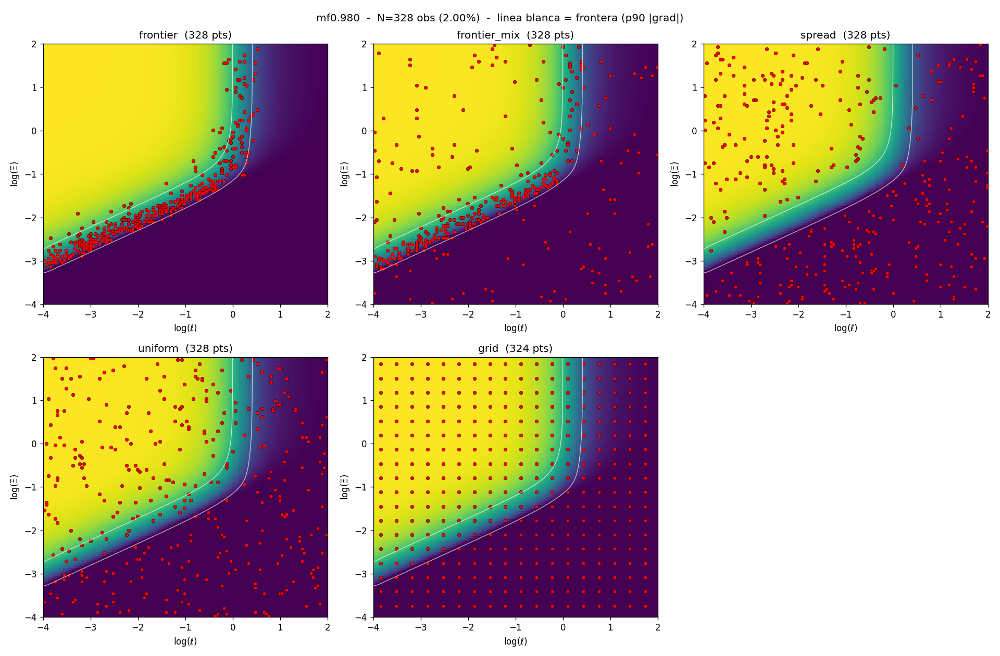 mf0.980 - N=328 obs (2.00%) - linea blanca = frontera (p90 |grad|)
frontier (328 pts)
frontier_mix (328 pts)
spread (328 pts)
2
1
0
−1
−2
−3
−4
log(Ξ)
−4 −3 −2 −1 0 1 2
log(ℓ)
2
1
0
−1
−2
−3
−4
log(Ξ)
−4 −3 −2 −1 0 1 2
log(ℓ)
2
1
0
−1
−2
−3
−4
log(Ξ)
−4 −3 −2 −1 0 1 2
log(ℓ)
uniform (328 pts)
grid (324 pts)
2
1
0
−1
−2
−3
−4
log(Ξ)
−4 −3 −2 −1 0 1 2
log(ℓ)
2
1
0
−1
−2
−3
−4
log(Ξ)
−4 −3 −2 −1 0 1 2
log(ℓ)